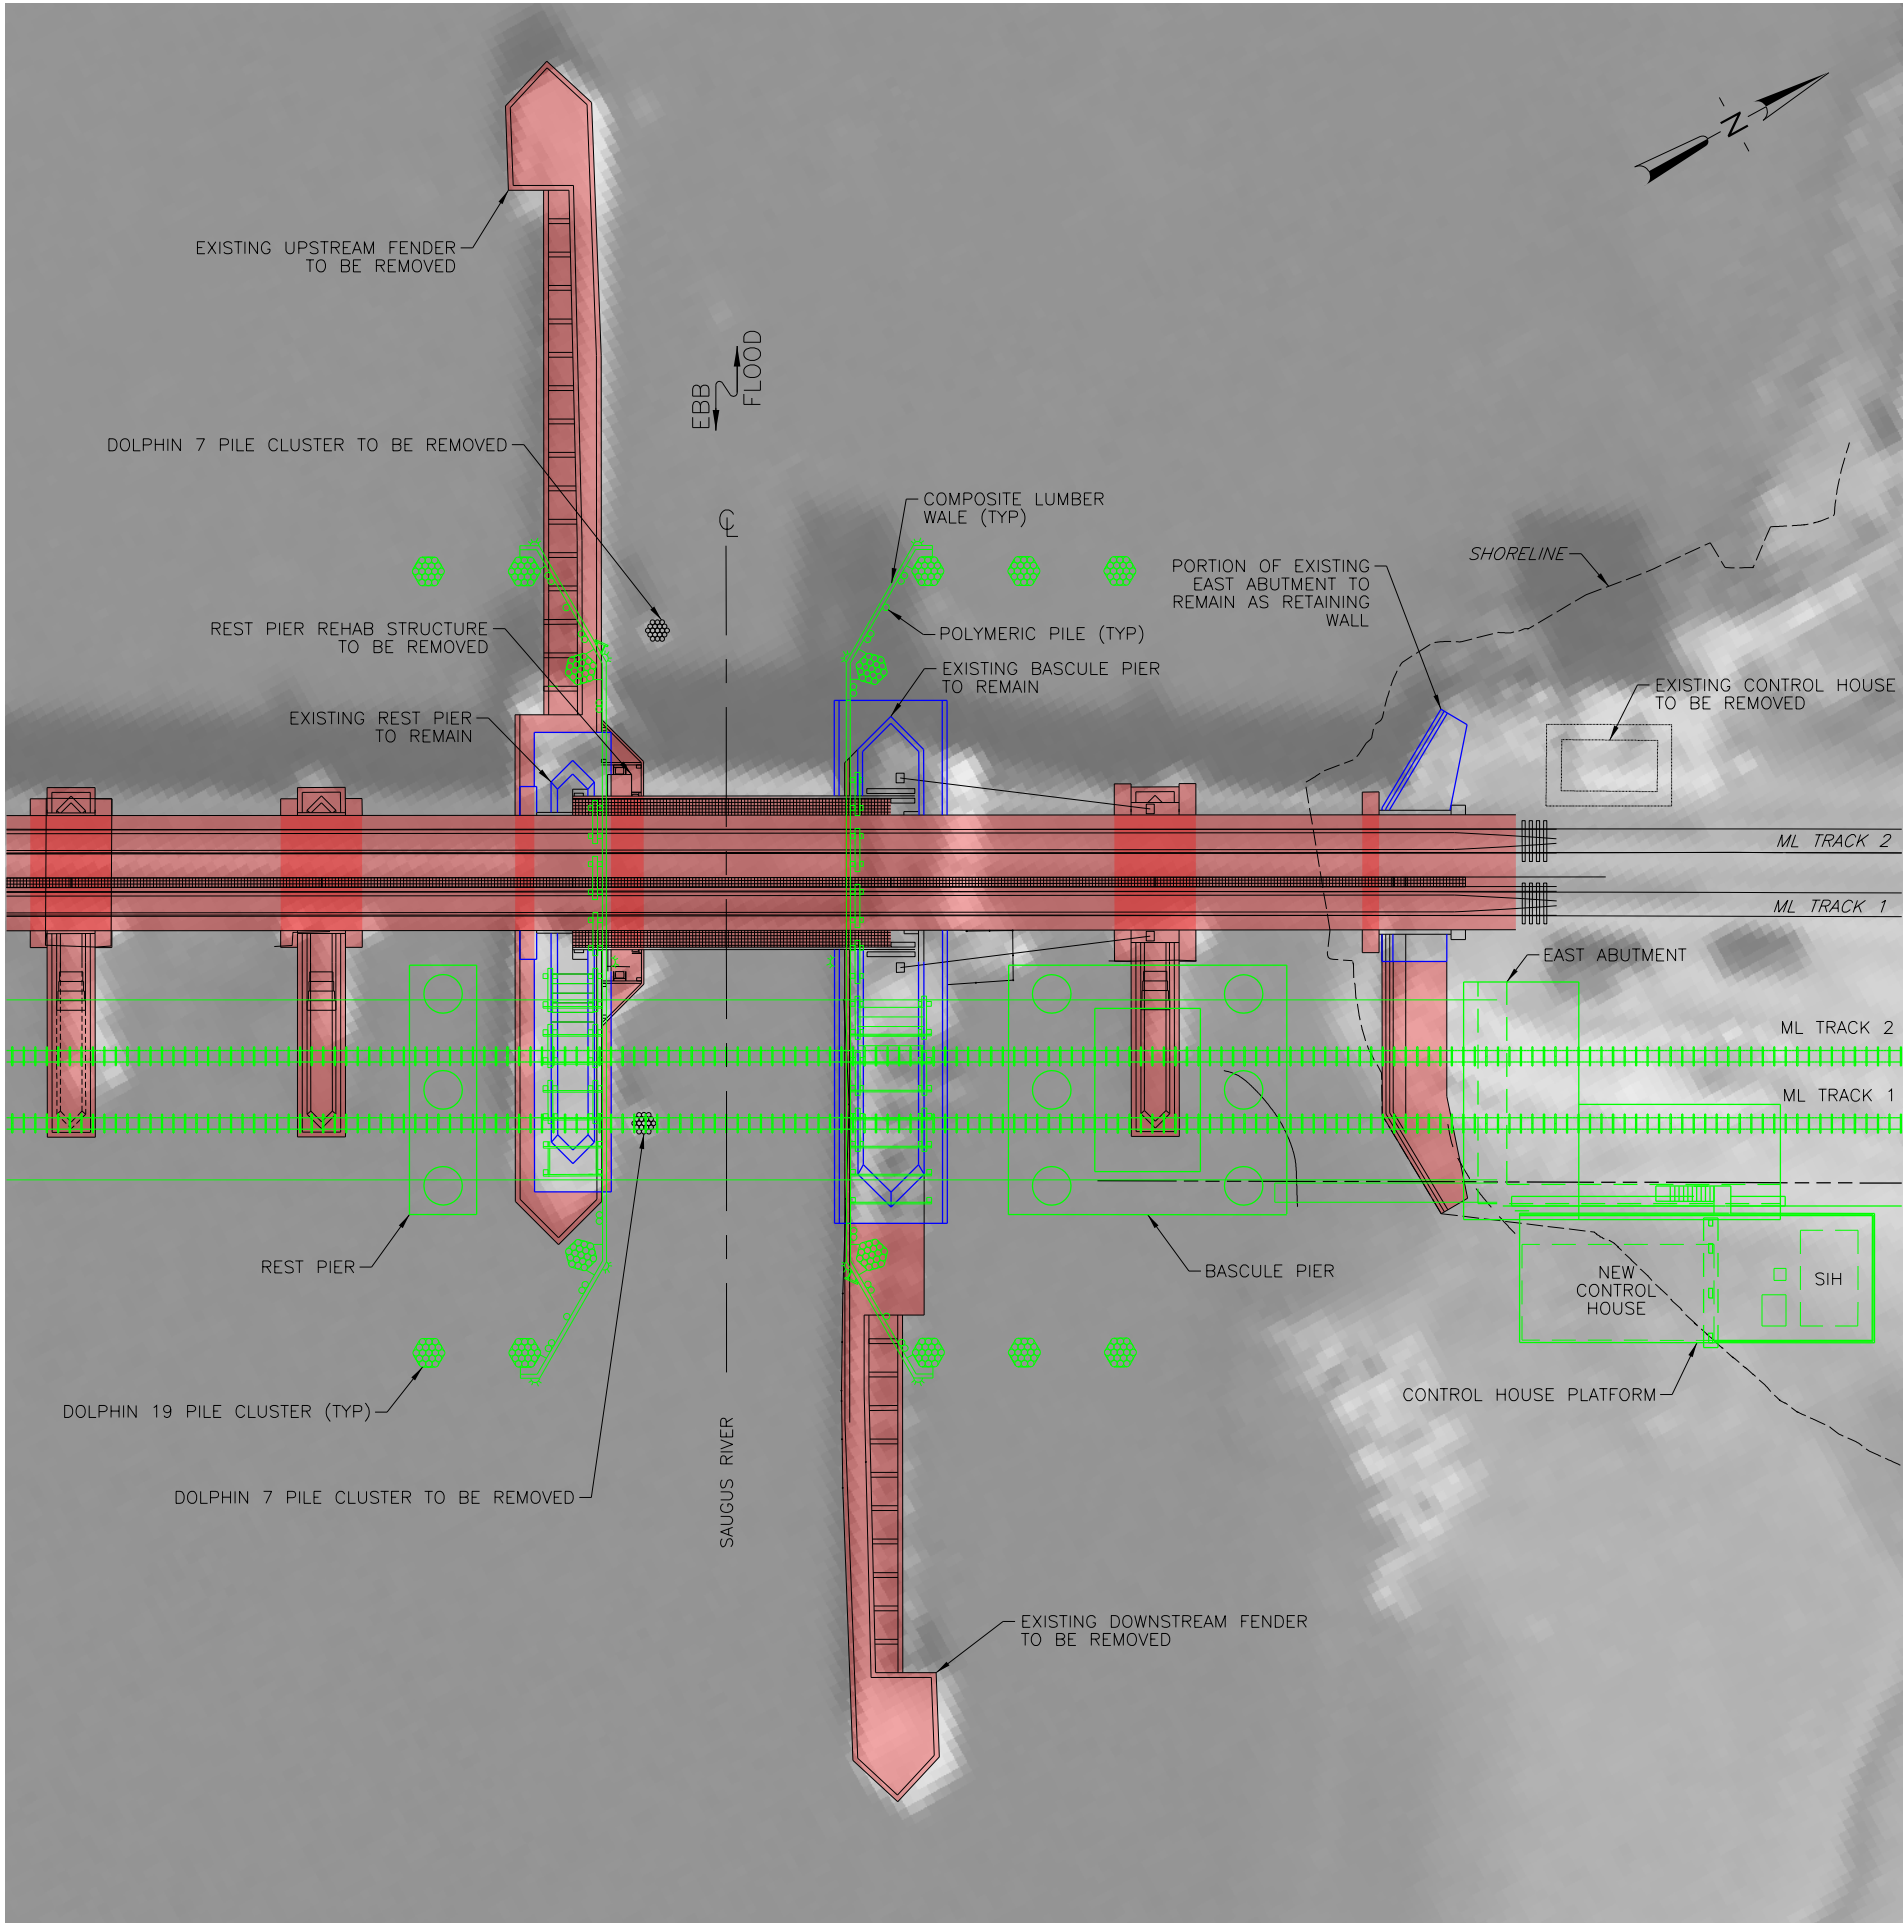 N
EXISTING UPSTREAM FENDER
TO BE REMOVED
EBB
FLOOD
DOLPHIN 7 PILE CLUSTER TO BE REMOVED
COMPOSITE LUMBER
WALE (TYP)
CL
SHORELINE
PORTION OF EXISTING
EAST ABUTMENT TO
REMAIN AS RETAINING
WALL
REST PIER REHAB STRUCTURE
TO BE REMOVED
POLYMERIC PILE (TYP)
EXISTING BASCULE PIER
TO REMAIN
EXISTING CONTROL HOUSE
TO BE REMOVED
EXISTING REST PIER
TO REMAIN
ML TRACK 2
ML TRACK 1
EAST ABUTMENT
ML TRACK 2
ML TRACK 1
REST PIER
BASCULE PIER
NEW
CONTROL
HOUSE
SIH
CONTROL HOUSE PLATFORM
DOLPHIN 19 PILE CLUSTER (TYP)
SAUGUS RIVER
DOLPHIN 7 PILE CLUSTER TO BE REMOVED
EXISTING DOWNSTREAM FENDER
TO BE REMOVED